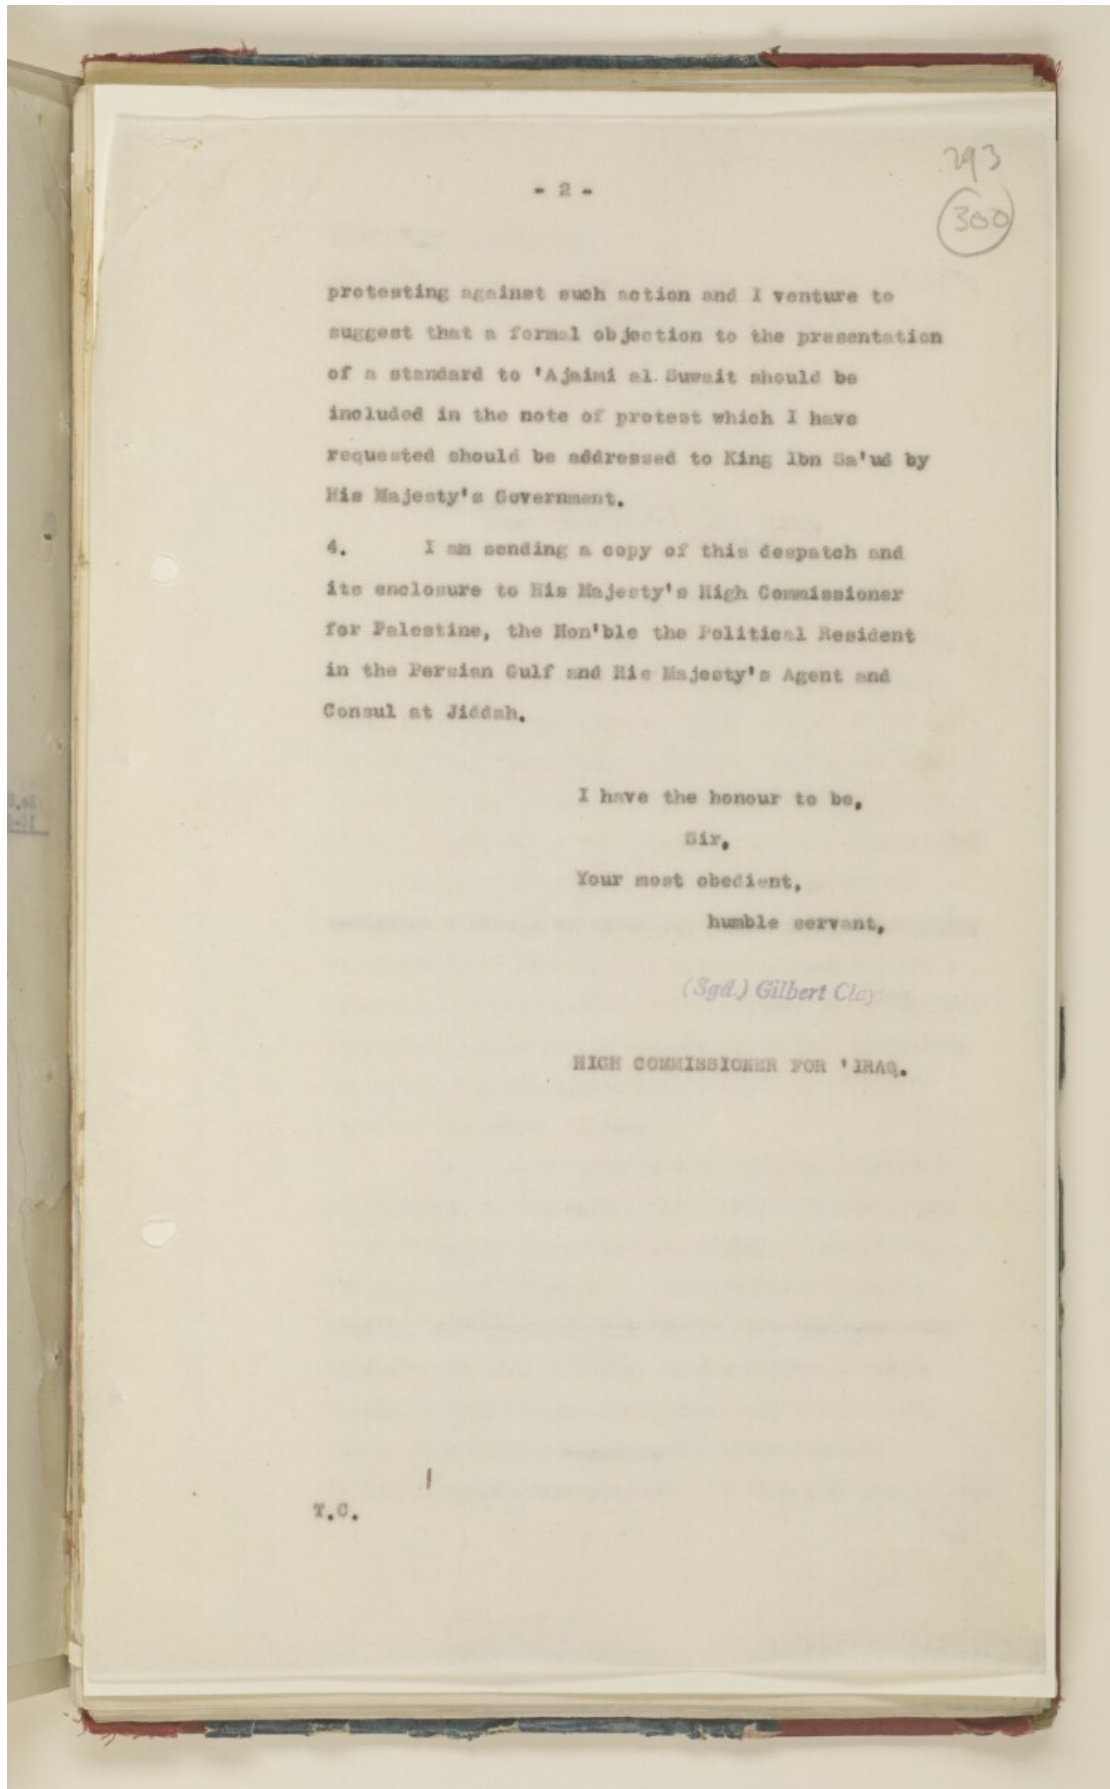 293
300
- 2 -
protesting against such action and I venture to
suggest that a formal objection to the presentation
of a standard to 'Ajaimi al. Suwait should be
included in the note of protest which I have
requested should be addressed to King Ibn Sa'ud by
His Majesty's Government.
4. I am sending a copy of this despatch and
its enclosure to His Majesty's High Commissioner
for Palestine, the Hon'ble the Political Resident
in the Persian Gulf and His Majesty's Agent and
Consul at Jiddah.
I have the honour to be,
Sir,
Your most obedient,
humble servant,
(Sgd.) Gilbert Clayton
HIGH COMMISSIONER FOR 'IRAQ.
T.C.